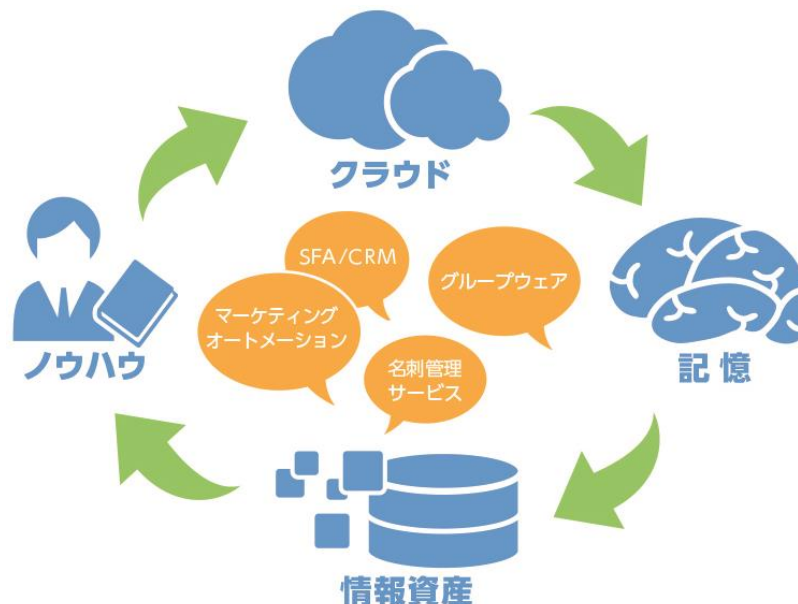 クラウド
SFA/CRM
グループウェア
マーケティング
オートメーション
名刺管理
サービス
ノウハウ
記憶
情報資産